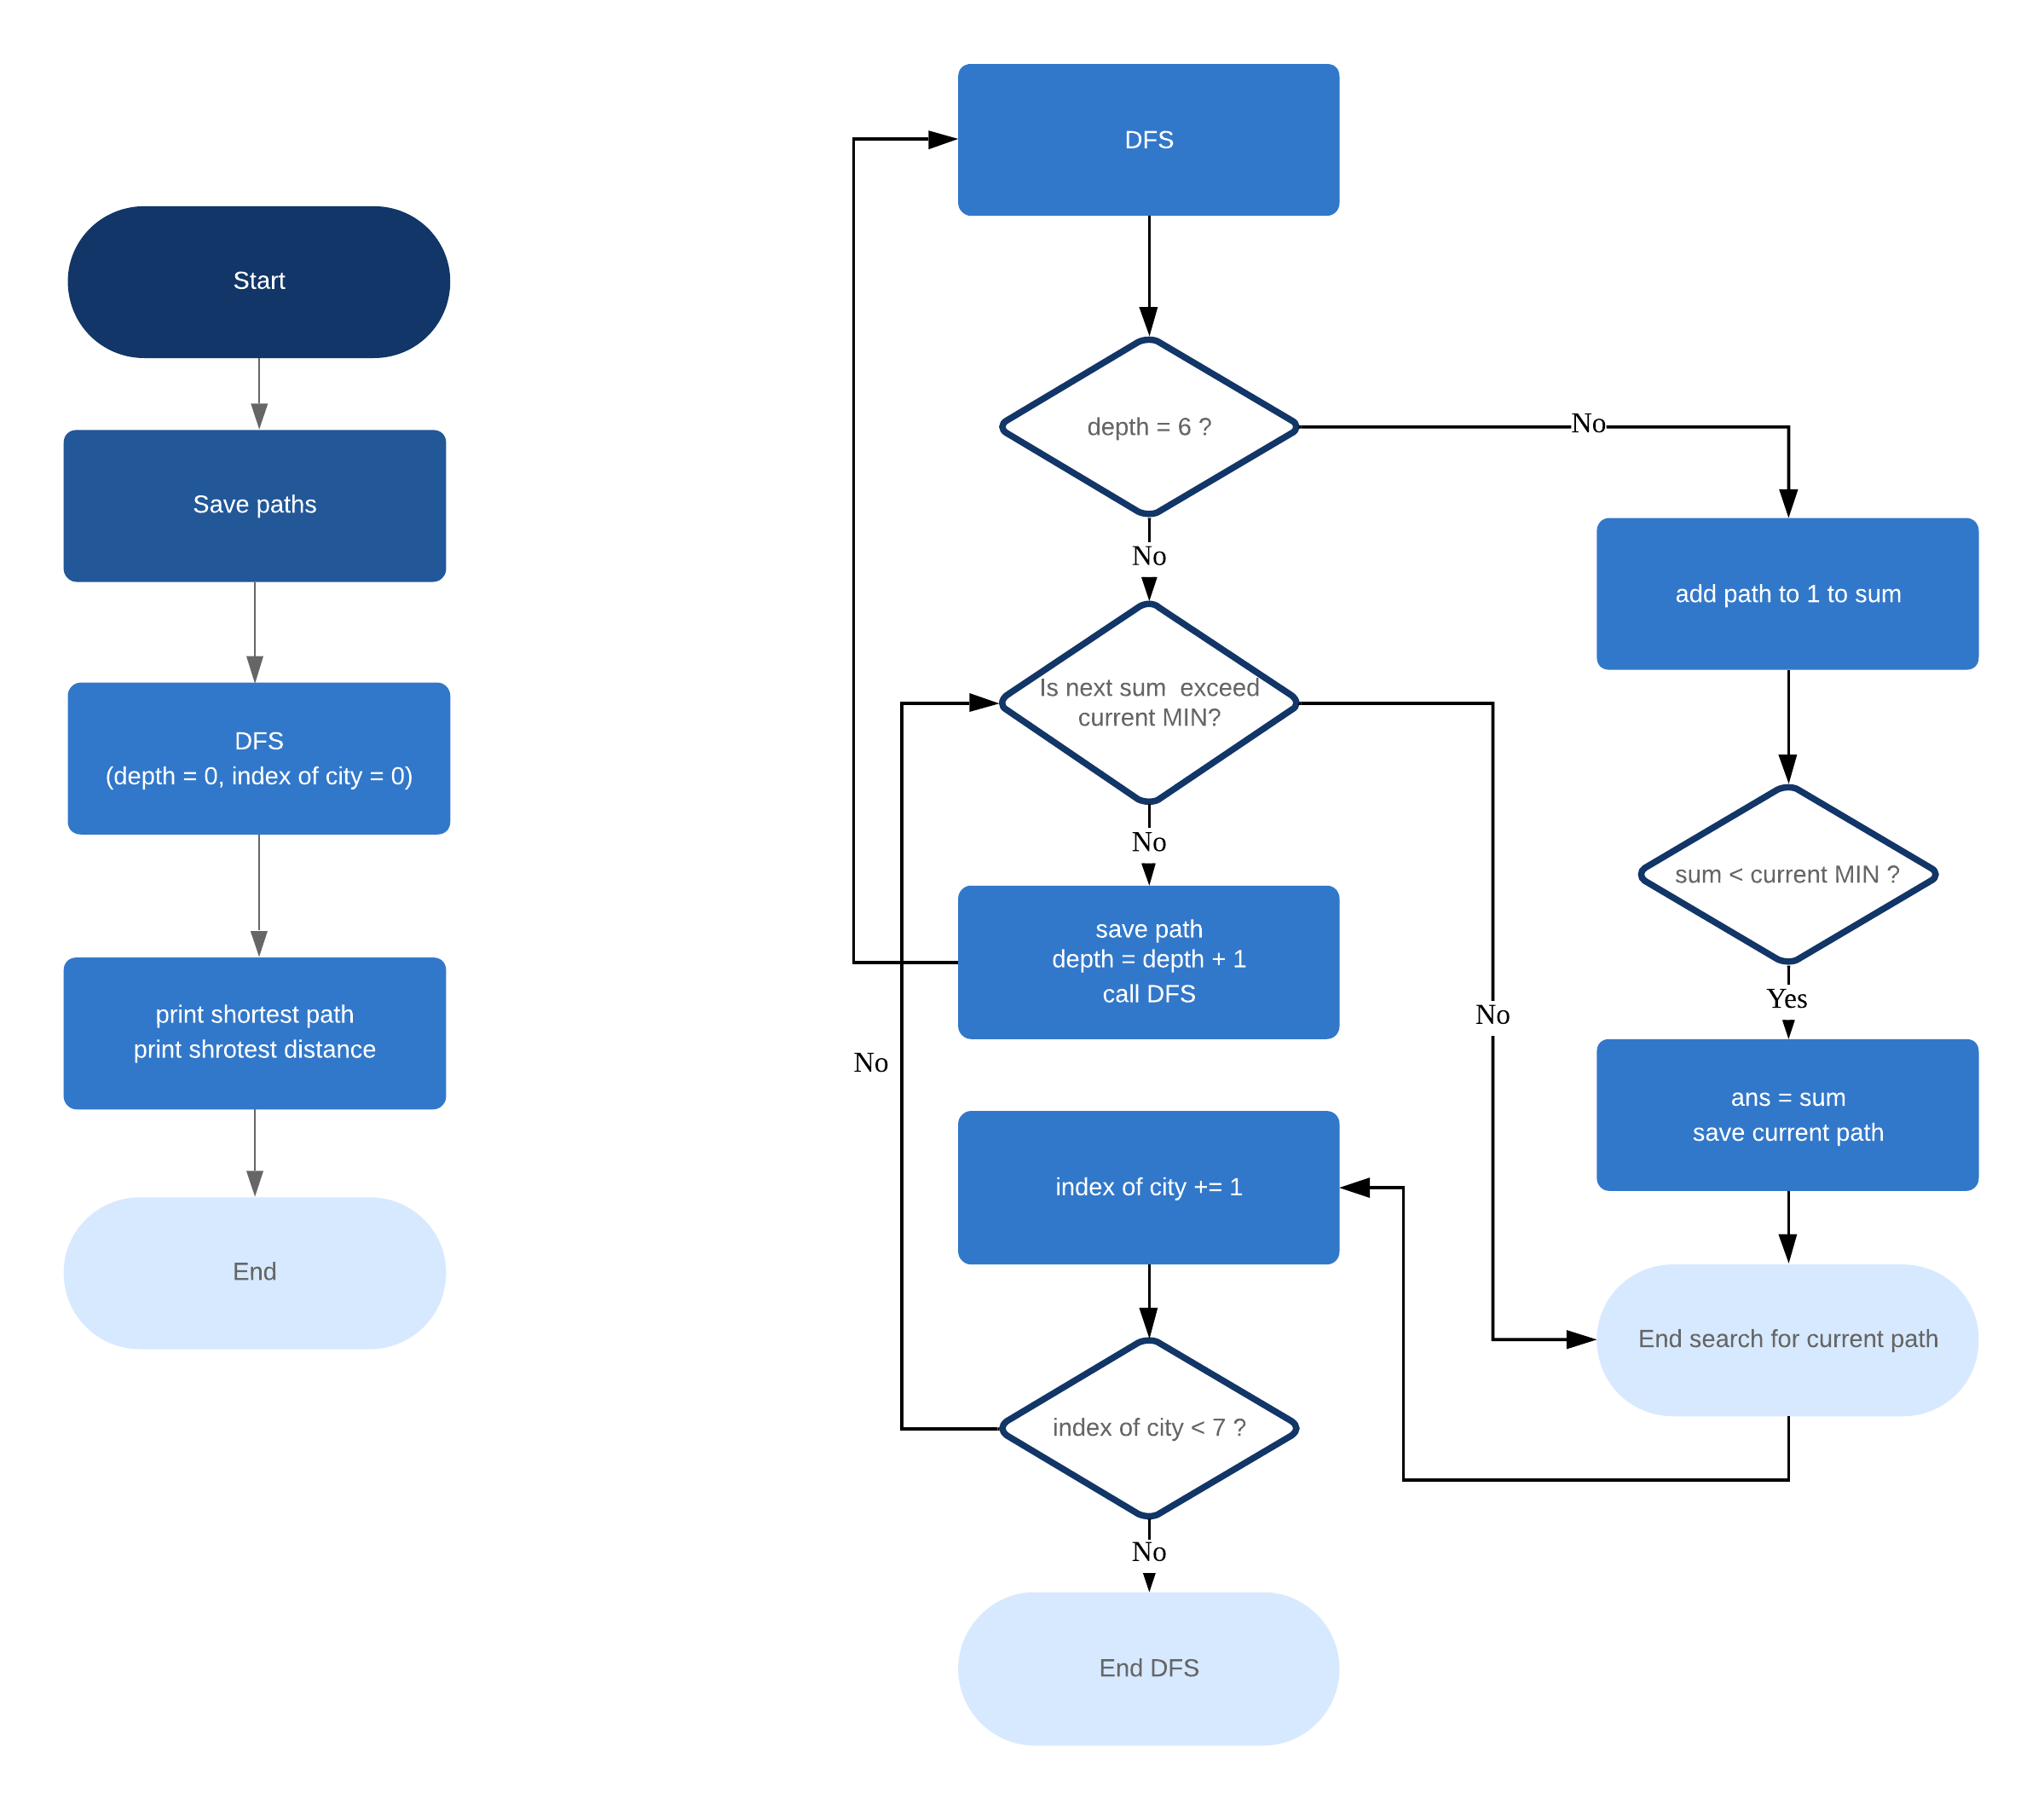 Start
Save paths
DFS
(depth = 0, index of city = 0)
print shortest path
print shrotest distance
End
DFS
depth = 6 ?
No
No
Is next sum  exceed
current MIN?
No
No
save path
depth = depth + 1
call DFS
No
index of city += 1
index of city < 7 ?
No
End DFS
add path to 1 to sum
sum < current MIN ?
Yes
ans = sum
save current path
End search for current path